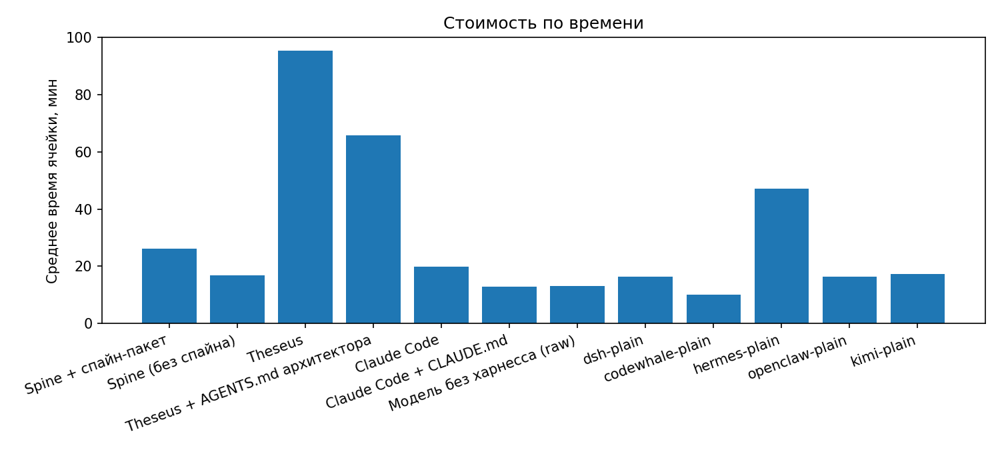 Стоимость по времени
Среднее время ячейки, мин
100
80
60
40
20
0
Spine + спайн-пакет
Spine (без спайна)
Theseus
Theseus + AGENTS.md архитектора
Claude Code
Claude Code + CLAUDE.md
Модель без харнесса (raw)
dsh-plain
codewhale-plain
hermes-plain
openclaw-plain
kimi-plain